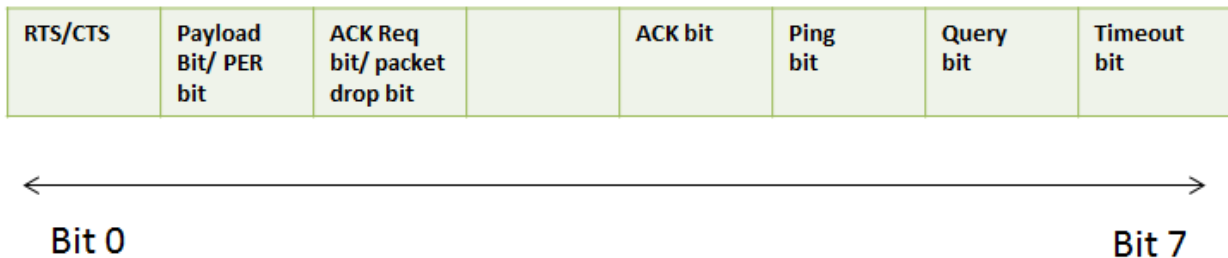 RTS/CTS
Payload
Bit/ PER
bit
ACK Req
bit/ packet
drop bit
ACK bit
Ping
bit
Query
bit
Timeout
bit
Bit 0
Bit 7